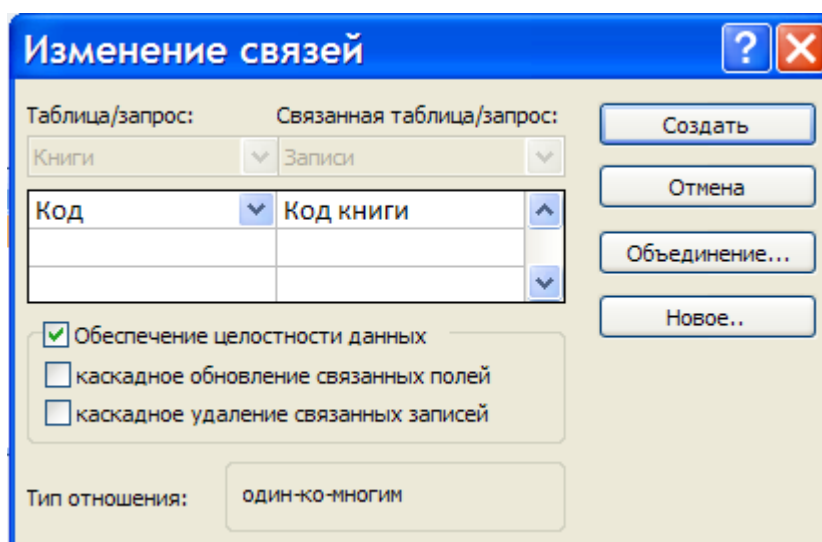 Изменение связей
Таблица/запрос: Связанная таблица/запрос:
Книги Записи
Код Код книги
Обеспечение целостности данных
каскадное обновление связанных полей
каскадное удаление связанных записей
Тип отношения: один-ко-многим
Создать
Отмена
Объединение...
Новое..